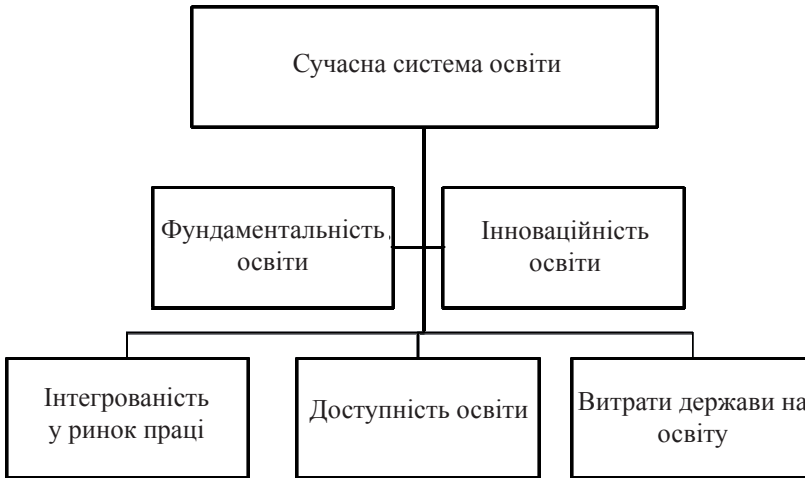 Сучасна система освіти
Фундаментальність
освіти
Інноваційність
освіти
Інтегрованість
у ринок праці
Доступність освіти
Витрати держави на
освіту